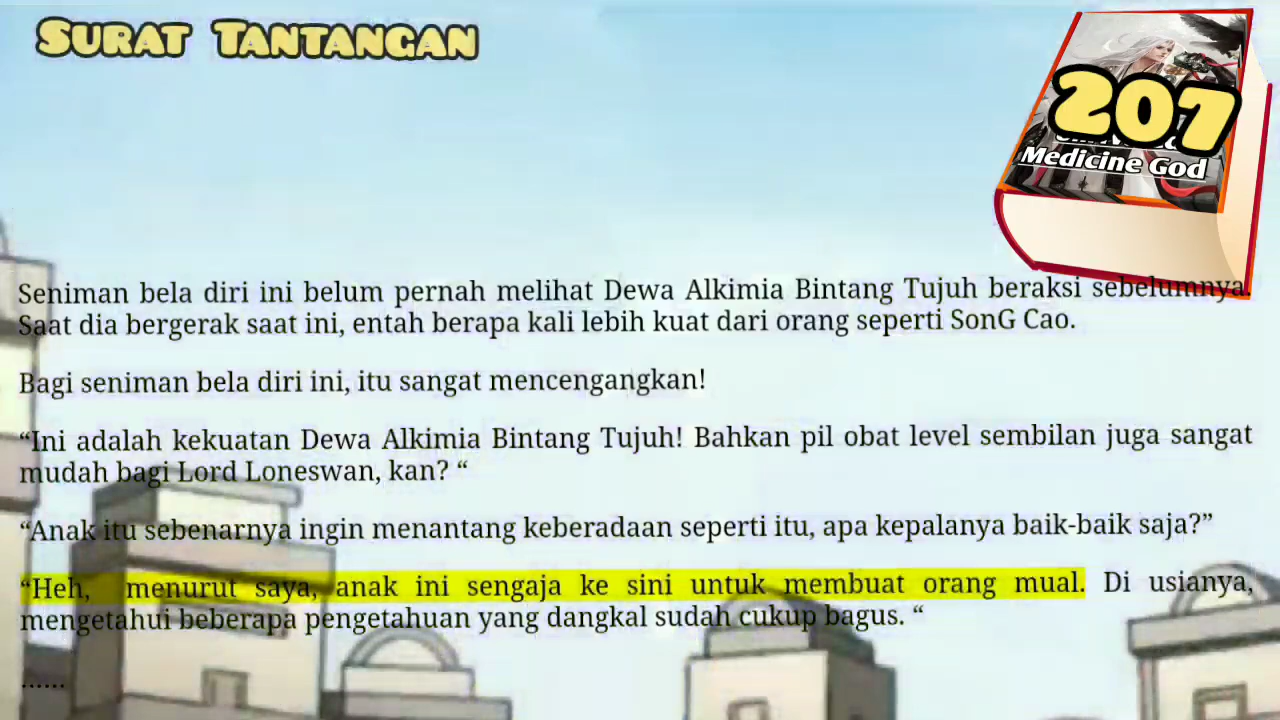 Surat Tantangan
207
Medicine God
Seniman bela diri ini belum pernah melihat Dewa Alkimia Bintang Tujuh beraksi sebelumnya.
Saat dia bergerak saat ini, entah berapa kali lebih kuat dari orang seperti SonG Cao.
Bagi seniman bela diri ini, itu sangat mencengangkan!
“Ini adalah kekuatan Dewa Alkimia Bintang Tujuh! Bahkan pil obat level sembilan juga sangat
mudah bagi Lord Loneswan, kan? “
“Anak itu sebenarnya ingin menantang keberadaan seperti itu, apa kepalanya baik-baik saja?”
“Heh, menurut saya, anak ini sengaja ke sini untuk membuat orang mual. Di usianya,
mengetahui beberapa pengetahuan yang dangkal sudah cukup bagus. “
......